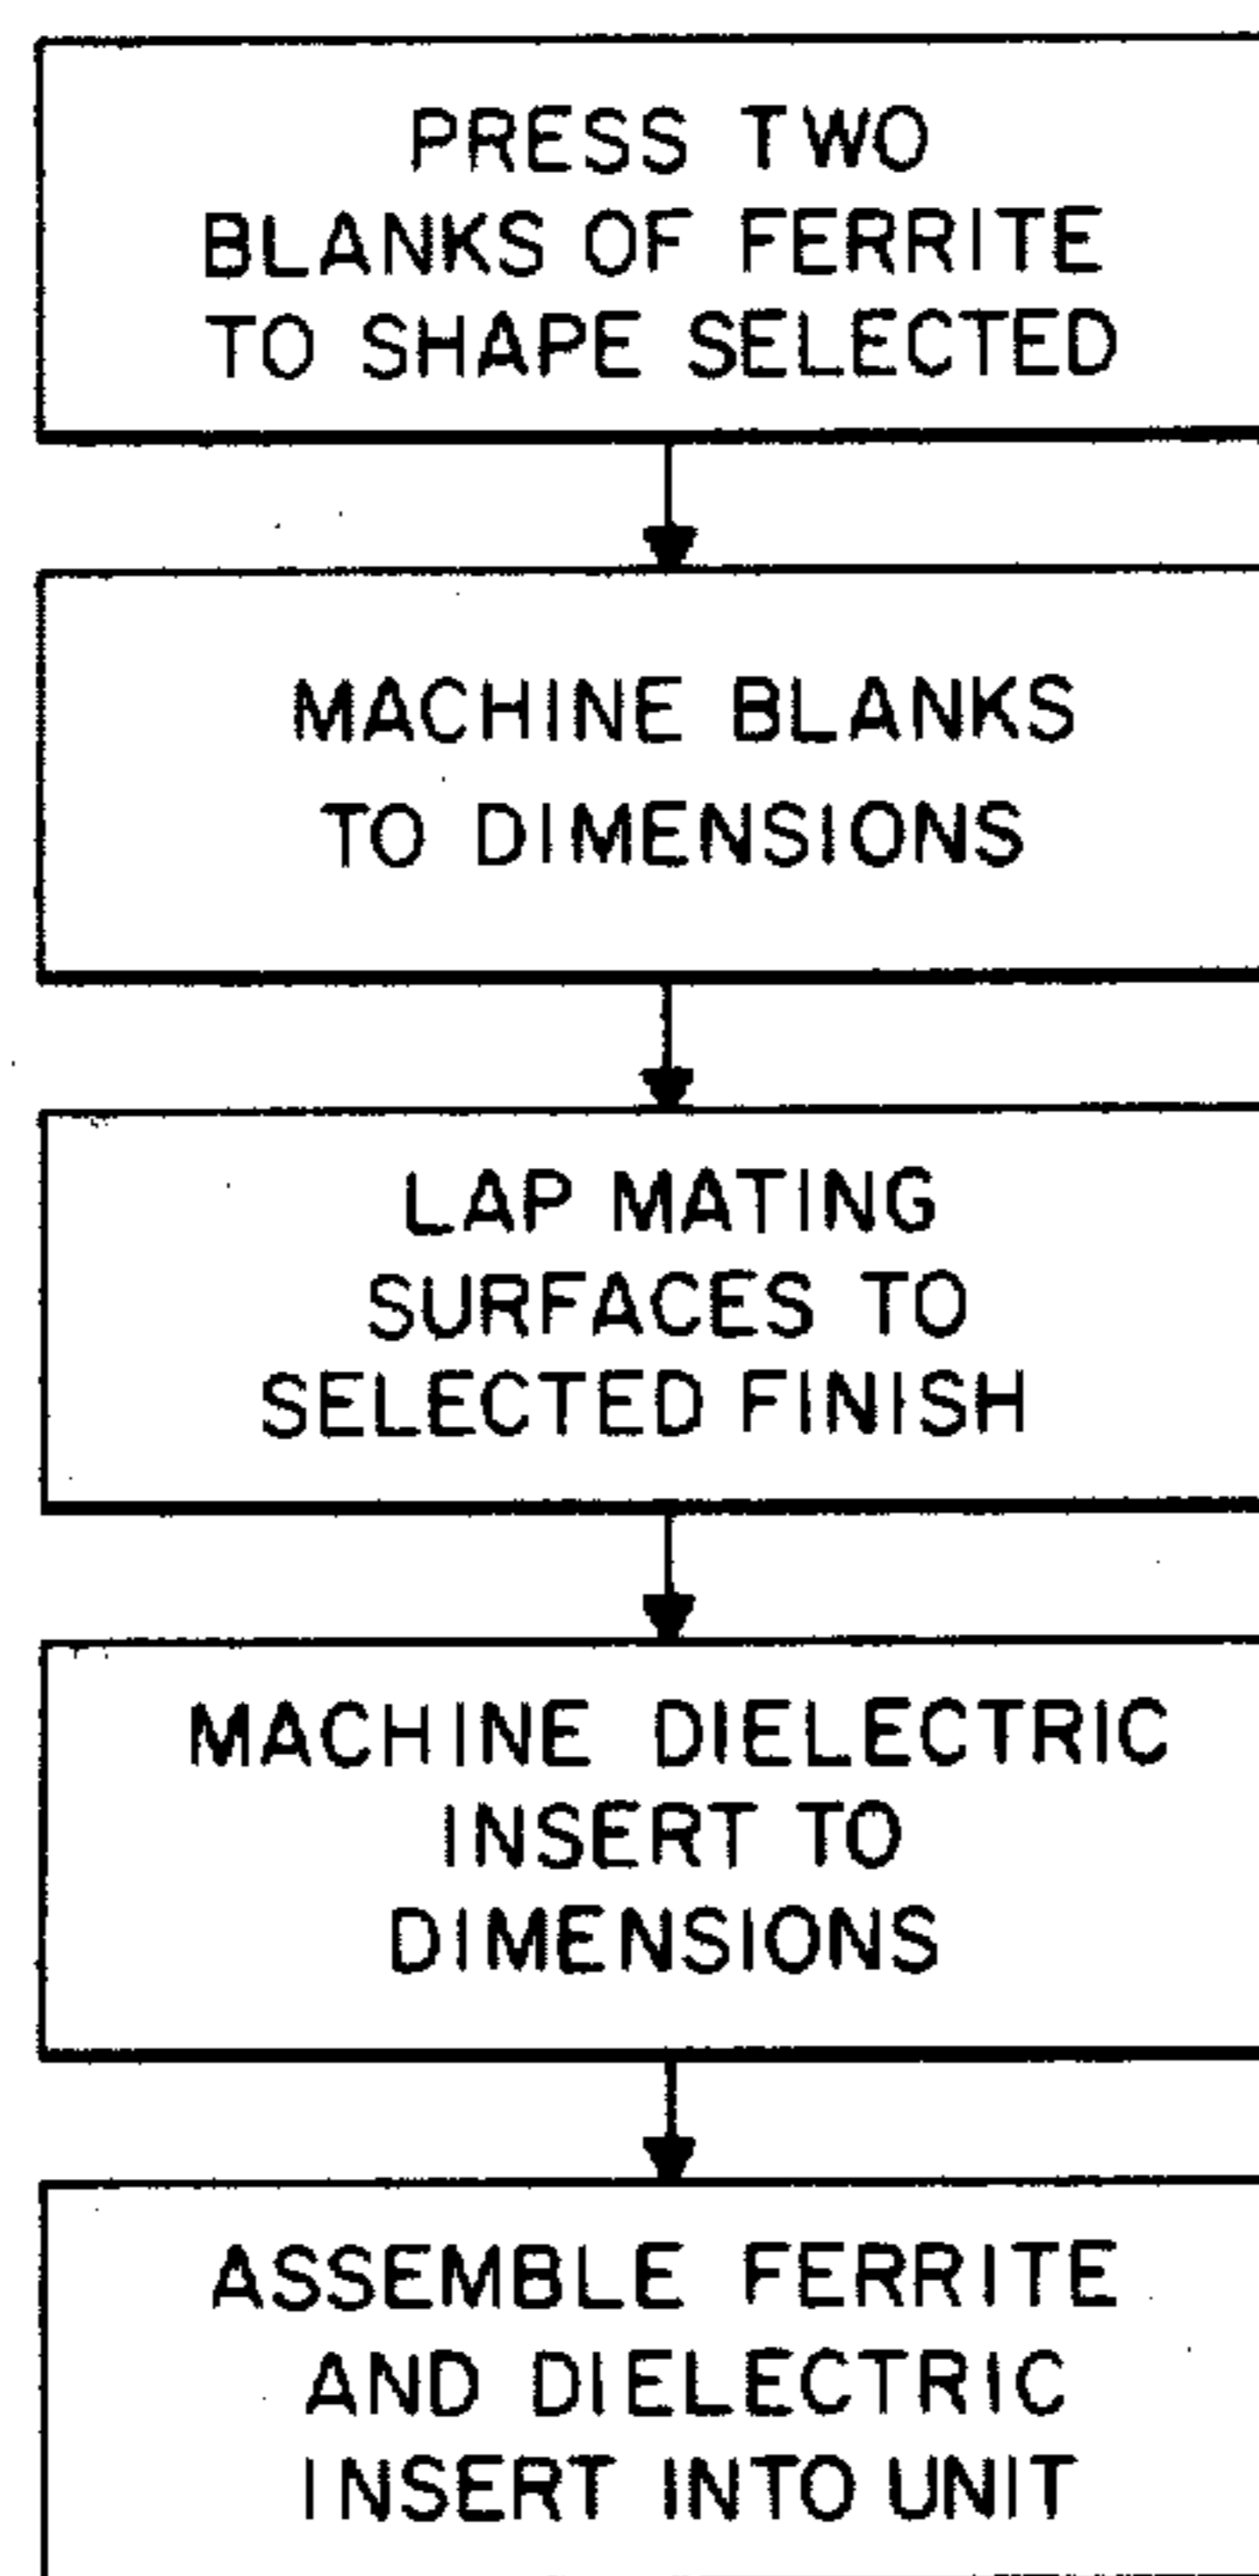 PRESS TWO
BLANKS OF FERRITE
TO SHAPE SELECTED
MACHINE BLANKS
TO DIMENSIONS
LAP MATING
SURFACES TO
SELECTED FINISH
MACHINE DIELECTRIC
INSERT TO
DIMENSIONS
ASSEMBLE FERRITE
AND DIELECTRIC
INSERT INTO UNIT